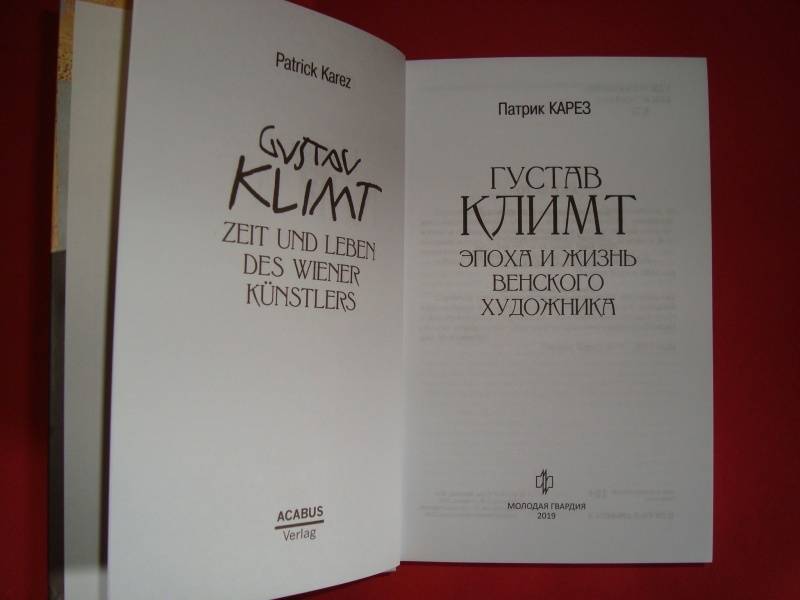 Patrick Karez
GUSTAV
KLIMT
ZEIT UND LEBEN
DES WIENER
KÜNSTLERS
ACABUS
Verlag
Патрик КАРЕЗ
ГУСТАВ
КЛИМТ
ЭПОХА И ЖИЗНЬ
ВЕНСКОГО
ХУДОЖНИКА
МОЛОДАЯ ГВАРДИЯ
2019